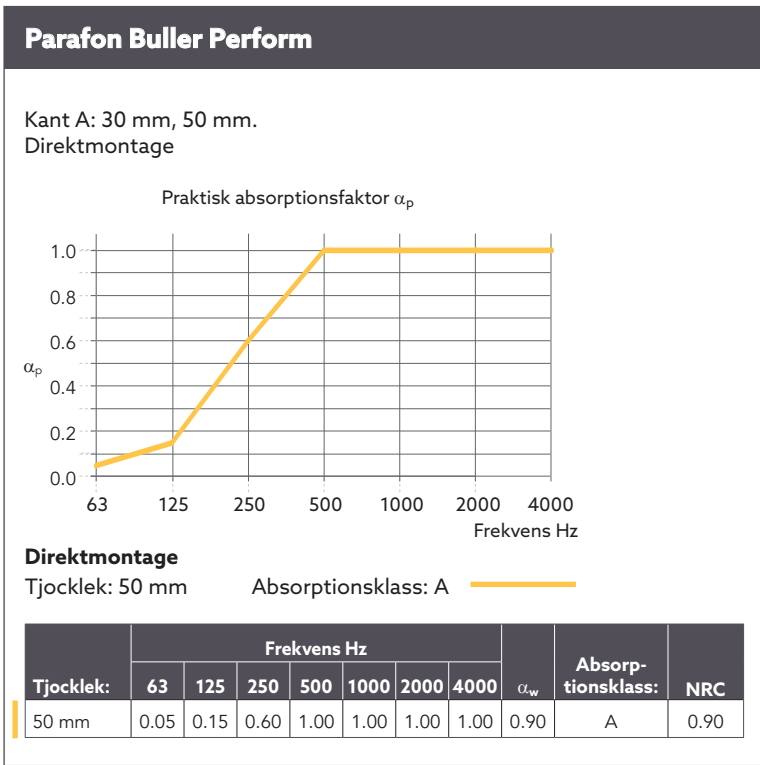 Parafon Buller Perform
Kant A: 30 mm, 50 mm.
Direktmontage
Praktisk absorptionsfaktor αp
1.0
0.8
0.6
αp
0.4
0.2
0.0
63 125 250 500 1000 2000 4000
Frekvens Hz
Direktmontage
Tjocklek: 50 mm Absorptionsklass: A
Frekvens Hz
Tjocklek: 63 125 250 500 1000 2000 4000 αw Absorp-
tionsklass: NRC
50 mm 0.05 0.15 0.60 1.00 1.00 1.00 1.00 0.90 A 0.90